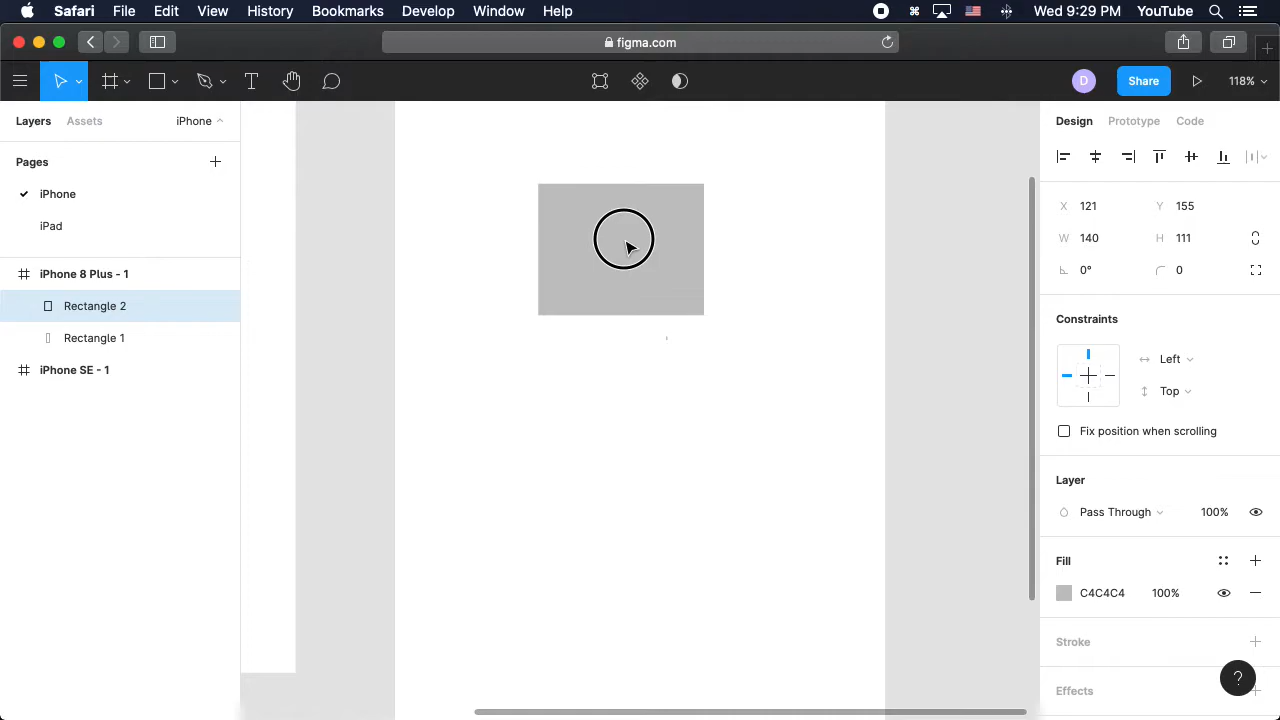 Safari File Edit View History Bookmarks Develop Window Help Wed 9:29 PM YouTube
figma.com
D Share 118%
Layers Assets iPhone Design Prototype Code
Pages
iPhone
iPad
iPhone 8 Plus - 1
Rectangle 2
Rectangle 1
iPhone SE - 1
X 121 Y 155
W 140 H 111
0° 0
Constraints
Left
Top
Fix position when scrolling
Layer
Pass Through 100%
Fill
C4C4C4 100%
Stroke
Effects
?